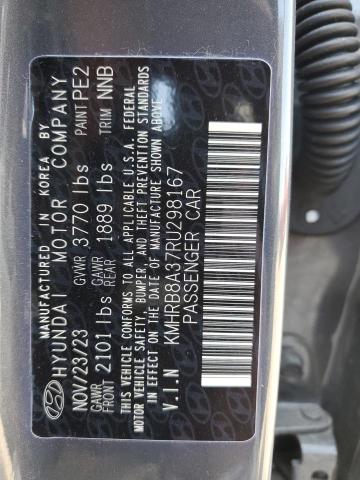 MANUFACTURED IN KOREA BY
HYUNDAI MOTOR COMPANY
NOV/23/23 GVWR 3770 lbs PAINT PE2
GAWR FRONT 2101 lbs GAWR REAR 1889 lbs TRIM NNB
THIS VEHICLE CONFORMS TO ALL APPLICABLE U.S.A. FEDERAL
MOTOR VEHICLE SAFETY, BUMPER, AND THEFT PREVENTION STANDARDS
IN EFFECT ON THE DATE OF MANUFACTURE SHOWN ABOVE.
V.I.N KMHRB8A37RU298167
PASSENGER CAR